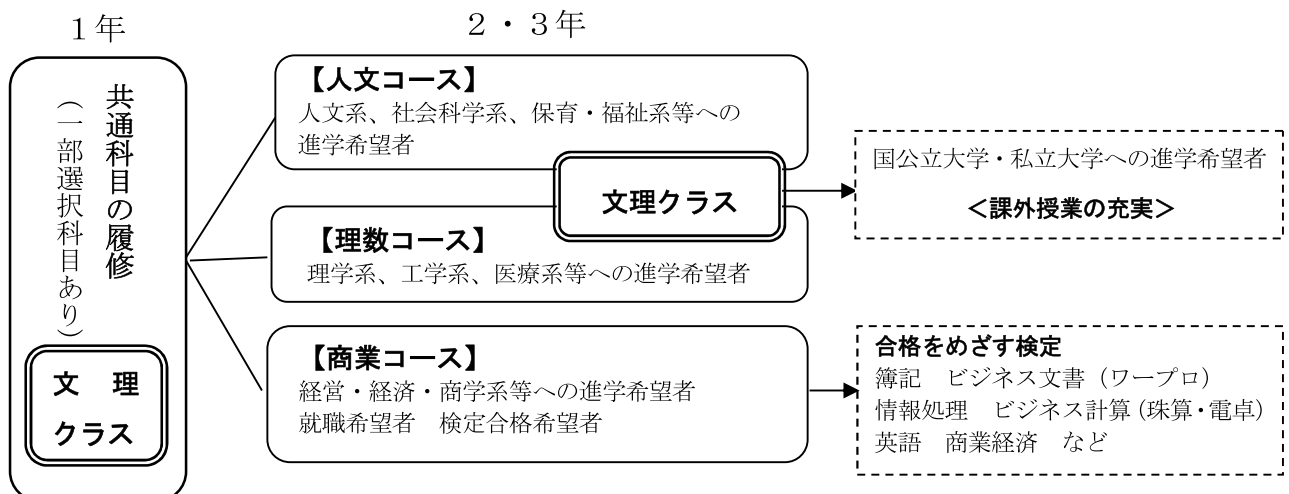 1年
共通科目の履修
(一部選択科目あり)
文 理
クラス
2・3年
【人文コース】
人文系、社会科学系、保育・福祉系等への
進学希望者
文理クラス
【理数コース】
理学系、工学系、医療系等への進学希望者
【商業コース】
経営・経済・商学系等への進学希望者
就職希望者 検定合格希望者
国公立大学・私立大学への進学希望者
<課外授業の充実>
合格をめざす検定
簿記 ビジネス文書(ワープロ)
情報処理 ビジネス計算(珠算・電卓)
英語 商業経済 など